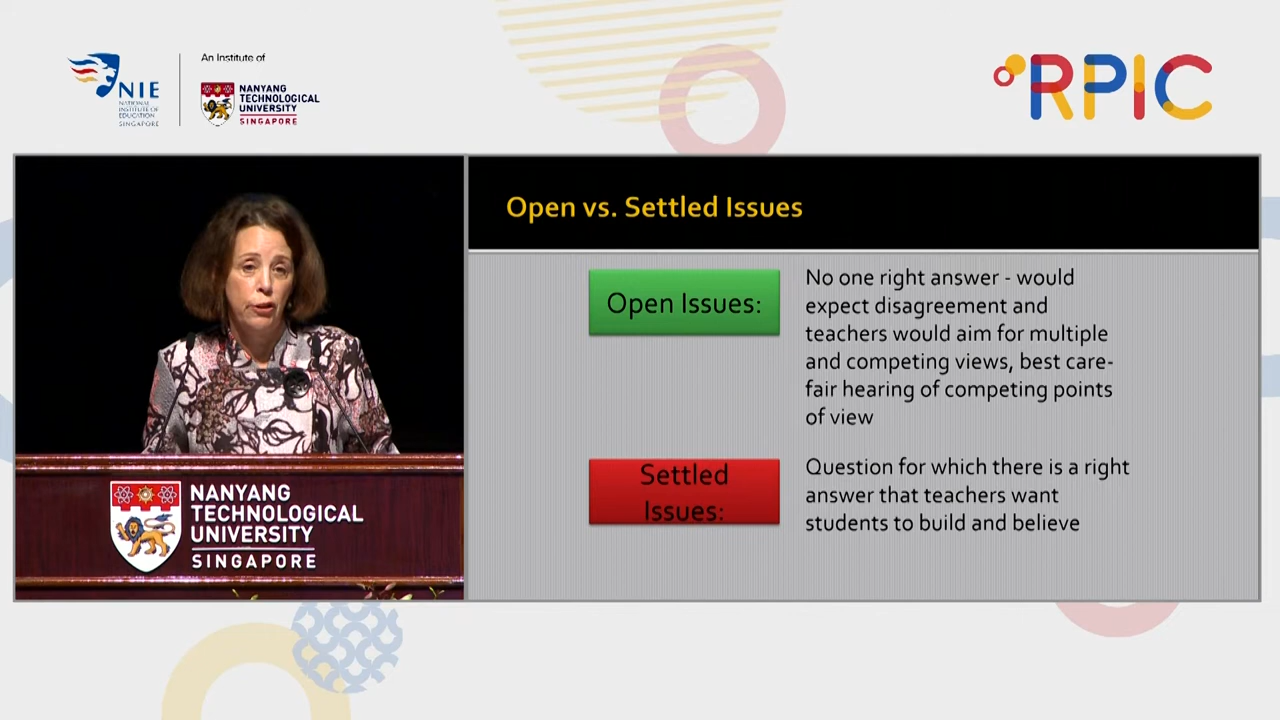 NIE
NATIONAL
INSTITUTE OF
EDUCATION
SINGAPORE
An Institute of
NANYANG
TECHNOLOGICAL
UNIVERSITY
SINGAPORE
RPIC
Open vs. Settled Issues
Open Issues:
No one right answer - would
expect disagreement and
teachers would aim for multiple
and competing views, best care-
fair hearing of competing points
of view
Settled
Issues:
Question for which there is a right
answer that teachers want
students to build and believe
NANYANG
TECHNOLOGICAL
UNIVERSITY
SINGAPORE